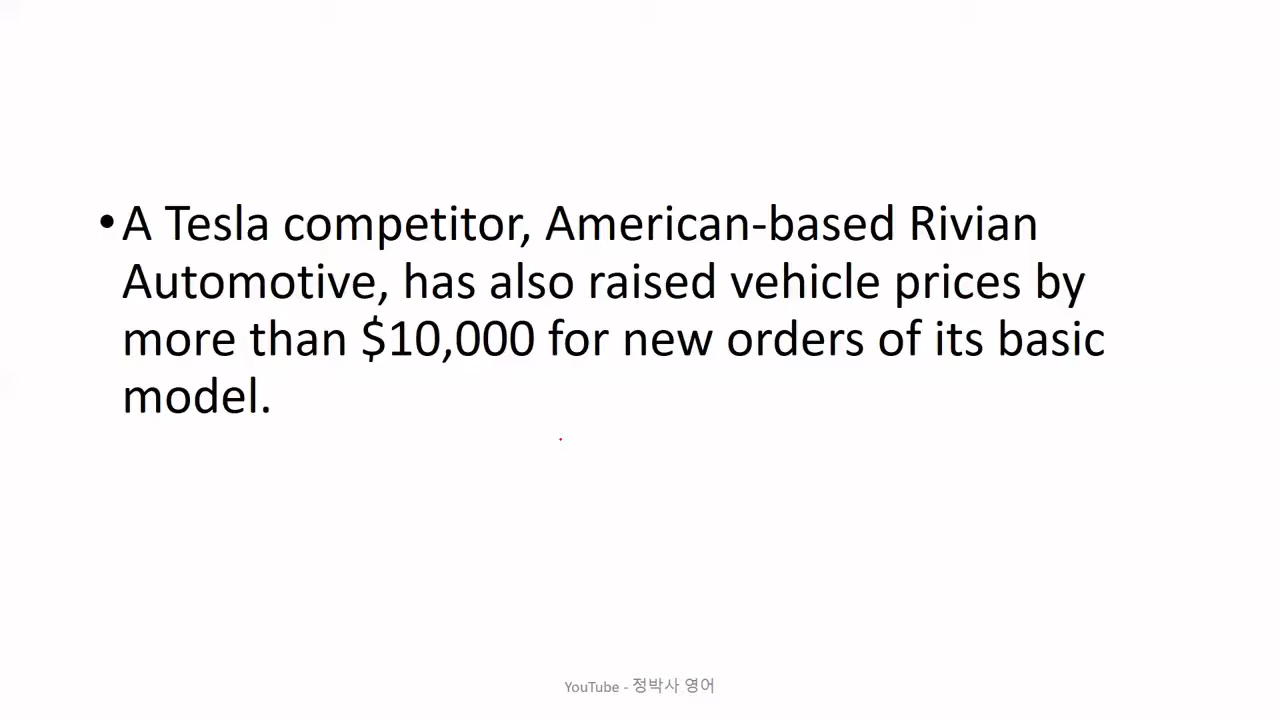 •A Tesla competitor, American-based Rivian
Automotive, has also raised vehicle prices by
more than $10,000 for new orders of its basic
model.
YouTube - 정박사 영어